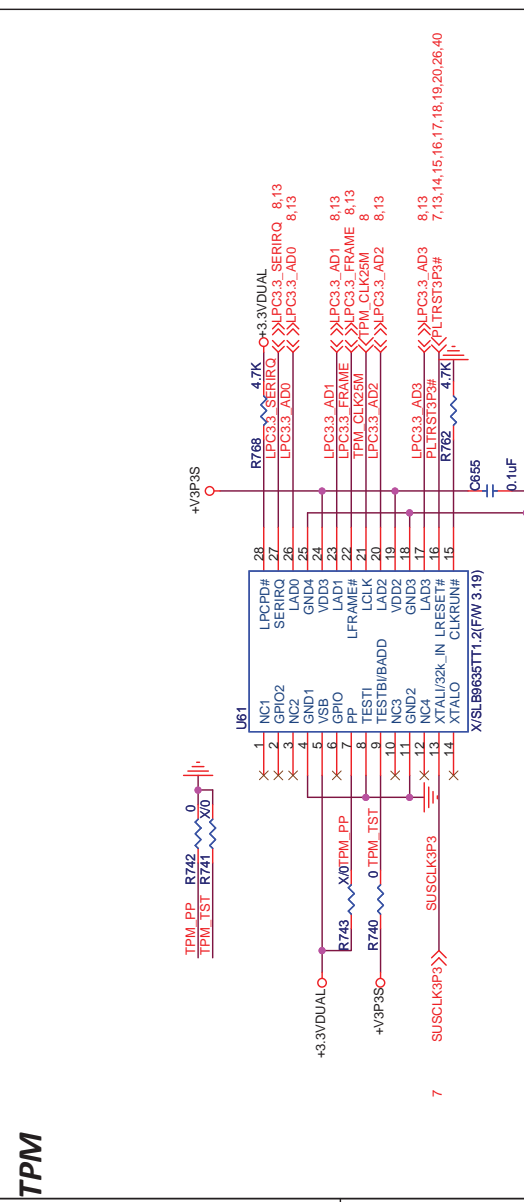 TPM
TPM_PP R742 0
TPM_TST R741 X/0
+V3P3S
R768 4.7K +3.3VDUAL
LPC3.3_SERIRQ LPC3.3_SERIRQ 8,13
LPC3.3_AD0 LPC3.3_AD0 8,13
LPC3.3_AD1 LPC3.3_AD1 8,13
LPC3.3_FRAME LPC3.3_FRAME 8,13
TPM_CLK25M TPM_CLK25M 8
LPC3.3_AD2 LPC3.3_AD2 8,13
LPC3.3_AD3 LPC3.3_AD3 8,13
PLTRST3P3# PLTRST3P3# 7,13,14,15,16,17,18,19,20,26,40
R762 4.7K
C655
0.1uF
U61
1 NC1 LPCPD# 28
2 GPIO2 SERIRQ 27
3 NC2 LAD0 26
4 GND1 GND4 25
5 VSB VDD3 24
6 GPIO LAD1 23
7 PP LFRAME# 22
8 TESTI LCLK 21
9 TESTBI/BADD LAD2 20
10 NC3 VDD2 19
11 GND2 GND3 18
12 NC4 LAD3 17
13 XTALI/32k_IN LRESET# 16
14 XTALO CLKRUN# 15
X/SLB9635TT1.2(F/W 3.19)
+3.3VDUAL
R743 X/0 TPM_PP
+V3P3S R740 0 TPM_TST
7 SUSCLK3P3 SUSCLK3P3